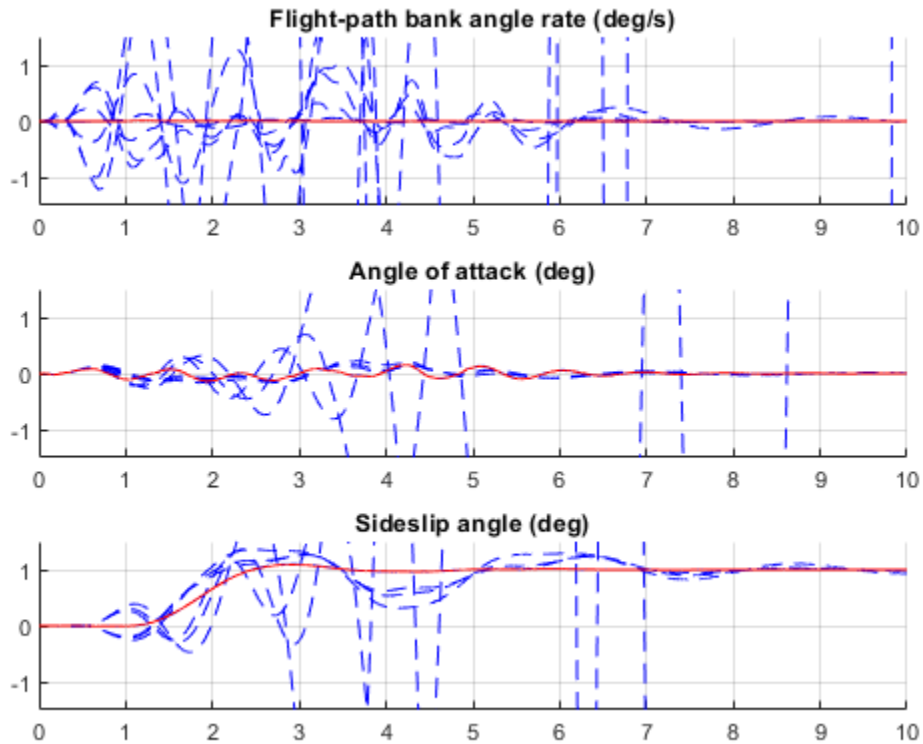 Flight-path bank angle rate (deg/s)
1
0
-1
0 1 2 3 4 5 6 7 8 9 10
Angle of attack (deg)
1
0
-1
0 1 2 3 4 5 6 7 8 9 10
Sideslip angle (deg)
1
0
-1
0 1 2 3 4 5 6 7 8 9 10